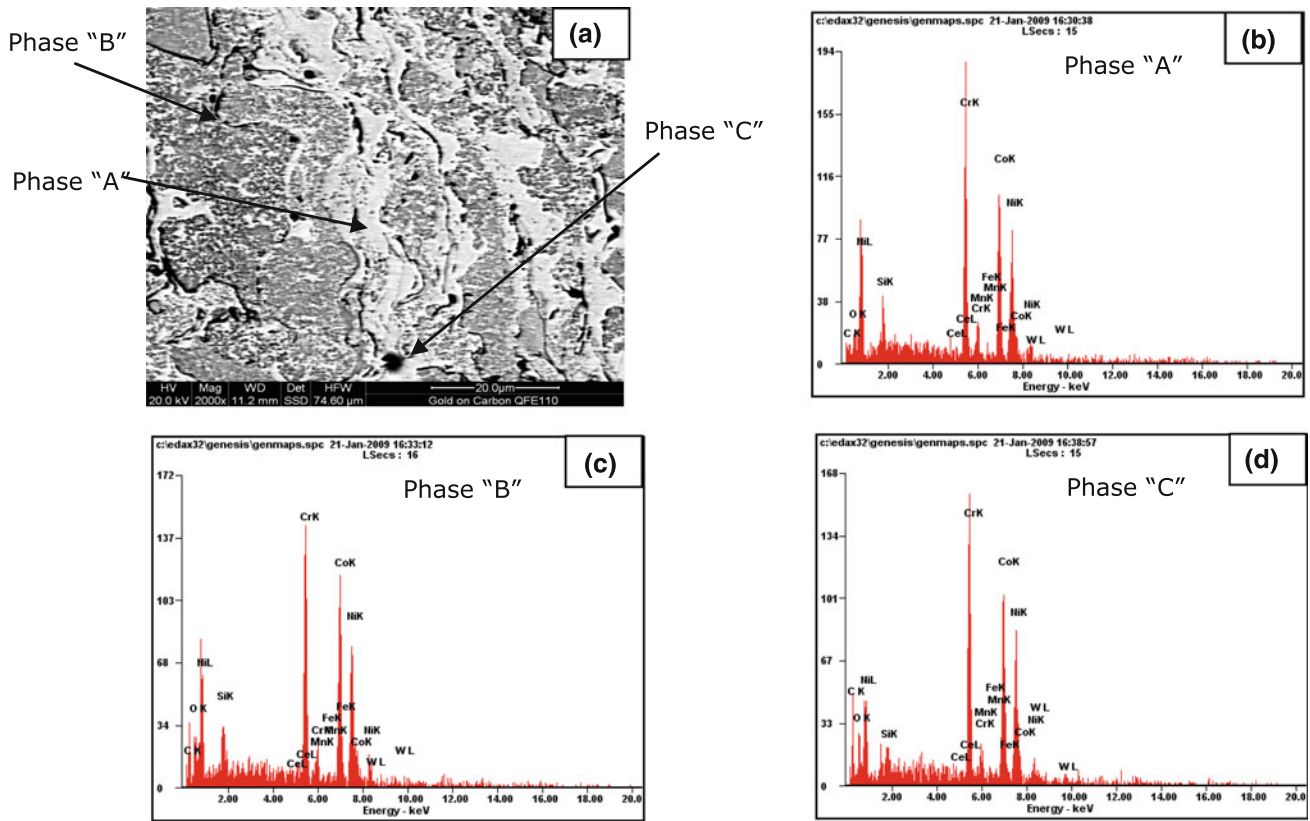 (a)
Phase “B”
Phase “A”
Phase “C”
HV Mag WD Det HFW 20.0μm
20.0 kV 2000x 11.2 mm SSD 74.60 μm Gold on Carbon QFE110
c:\edax32\genesis\genmaps.spc 21-Jan-2009 16:30:38
LSecs : 15
(b)
Phase “A”
194
155
116
77
38
0
CrK
CoK
NiK
NiL
SiK
O K
C K
FeK
MnK
MnK
CrK
CeL
CeL
NiK
CoK
FeK
W L
W L
2.00 4.00 6.00 8.00 10.00 12.00 14.00 16.00 18.00 20.0
Energy - keV
c:\edax32\genesis\genmaps.spc 21-Jan-2009 16:33:12
LSecs : 16
(c)
Phase “B”
172
137
103
68
34
0
CrK
CoK
NiK
NiL
SiK
O K
C K
FeK
FeK
CrK
MnK
MnK
CeL
CeL
NiK
CoK
W L
W L
2.00 4.00 6.00 8.00 10.00 12.00 14.00 16.00 18.00 20.0
Energy - keV
c:\edax32\genesis\genmaps.spc 21-Jan-2009 16:38:57
LSecs : 15
(d)
Phase “C”
168
134
101
67
33
0
CrK
CoK
NiK
C K
NiL
O K
SiK
FeK
MnK
MnK
CrK
CeL
CeL
W L
NiK
CoK
FeK
W L
2.00 4.00 6.00 8.00 10.00 12.00 14.00 16.00 18.00 20.0
Energy - keV